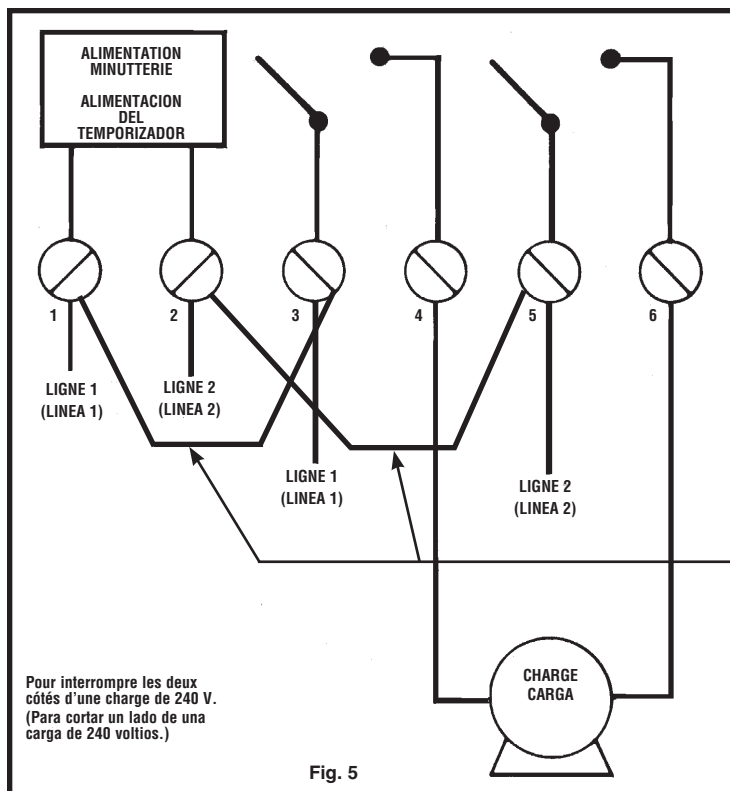 ALIMENTATION
MINUTTERIE
ALIMENTACION
DEL
TEMPORIZADOR
1
2
3
4
5
6
LIGNE 1
(LINEA 1)
LIGNE 2
(LINEA 2)
LIGNE 1
(LINEA 1)
LIGNE 2
(LINEA 2)
Pour interrompre les deux
côtés d'une charge de 240 V.
(Para cortar un lado de una
carga de 240 voltios.)
CHARGE
CARGA
Fig. 5